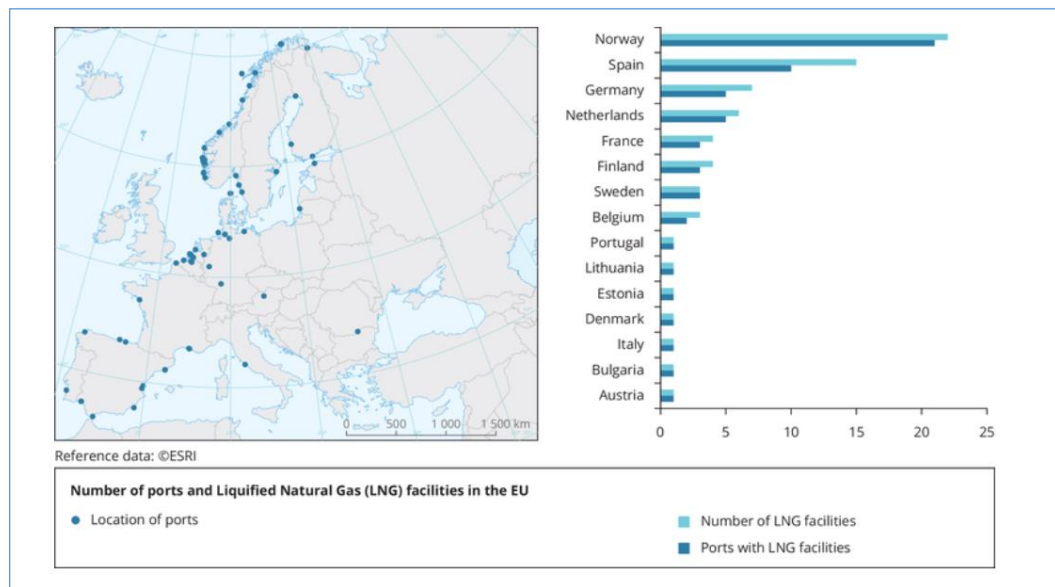 Norway
Spain
Germany
Netherlands
France
Finland
Sweden
Belgium
Portugal
Lithuania
Estonia
Denmark
Italy
Bulgaria
Austria
0 5 10 15 20 25
0 500 1 000 1 500 km
Reference data: ©ESRI
Number of ports and Liquified Natural Gas (LNG) facilities in the EU
Location of ports
Number of LNG facilities
Ports with LNG facilities